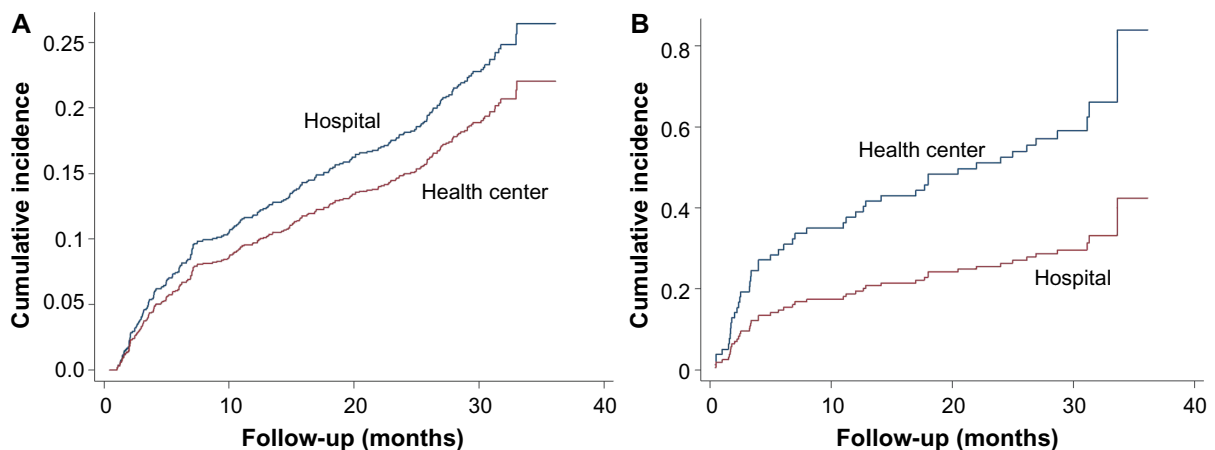 A
Cumulative incidence
0.25
0.2
0.15
0.1
0.05
0.0
Hospital
Health center
0 10 20 30 40
Follow-up (months)
B
Cumulative incidence
0.8
0.6
0.4
0.2
0
Health center
Hospital
0 10 20 30 40
Follow-up (months)